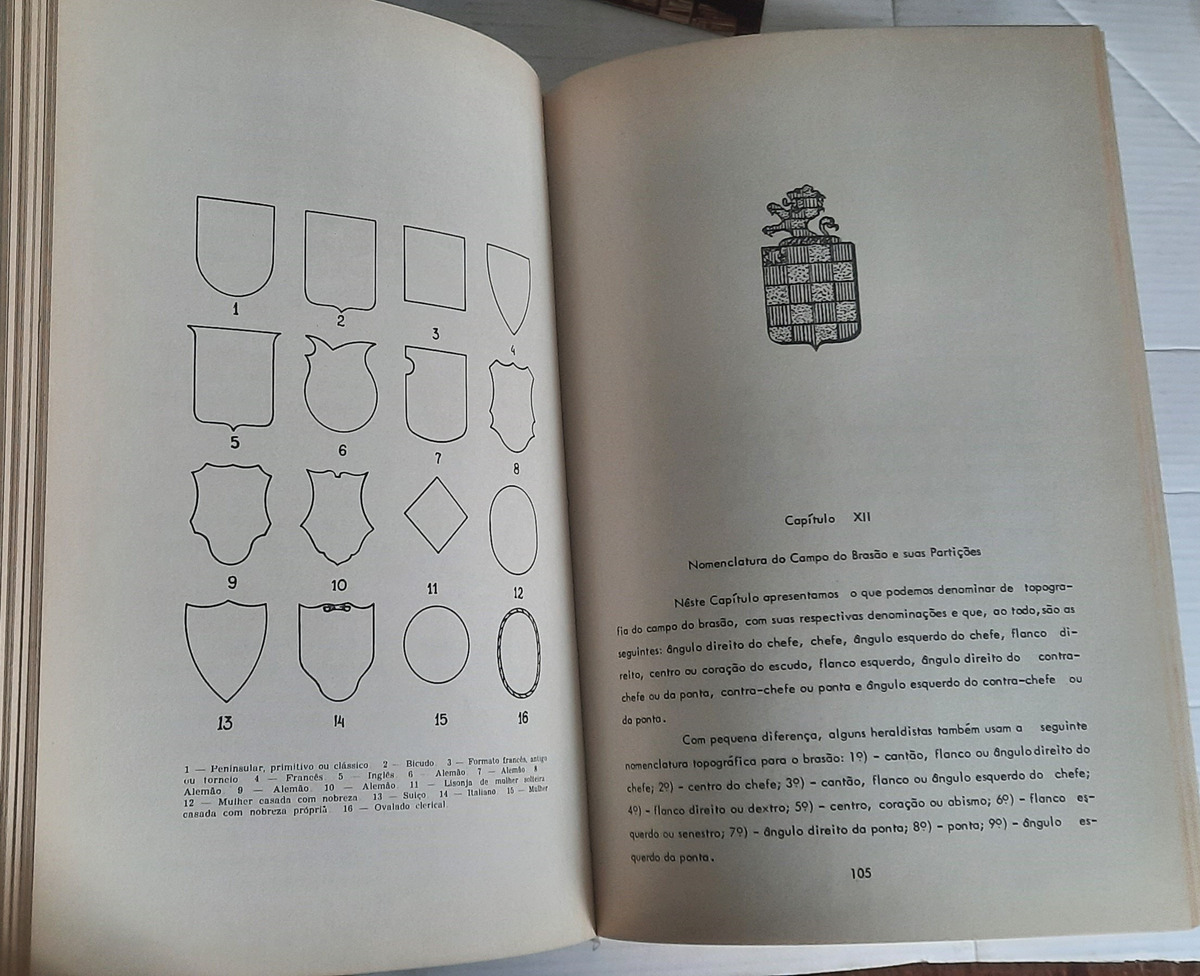 1
2
3
4
5
6
7
8
9
10
11
12
13
14
15
16
1 — Peninsular, primitivo ou clássico 2 — Bicudo. 3 — Formato francês, antigo
ou torneio 4 — Francês 5 — Inglês 6 — Alemão 7 — Alemão 8
Alemão 9 — Alemão. 10 — Alemão 11 — Lisonja de mulher solteira
12 — Mulher casada com nobreza 13 — Suiço 14 — Italiano 15 — Mulher
casada com nobreza própria 16 — Ovalado clerical.
Capítulo XII
Nomenclatura do Campo do Brasão e suas Partições
Nêste Capítulo apresentamos o que podemos denominar de topogra-
fia do campo do brasão, com suas respectivas denominações e que, ao todo, são as
seguintes: ângulo direito do chefe, chefe, ângulo esquerdo do chefe, flanco di-
reito, centro ou coração do escudo, flanco esquerdo, ângulo direito do contra-
chefe ou da ponta, contra-chefe ou ponta e ângulo esquerdo do contra-chefe ou
da ponta.
Com pequena diferença, alguns heraldistas também usam a seguinte
nomenclatura topográfica para o brasão: 1º) - cantão, flanco ou ângulo direito do
chefe; 2º) - centro do chefe; 3º) - cantão, flanco ou ângulo esquerdo do chefe;
4º) - flanco direito ou dextro; 5º) - centro, coração ou abismo; 6º) - flanco es-
querdo ou senestro; 7º) - ângulo direito da ponta; 8º) - ponta; 9º) - ângulo es-
querdo da ponta.
105